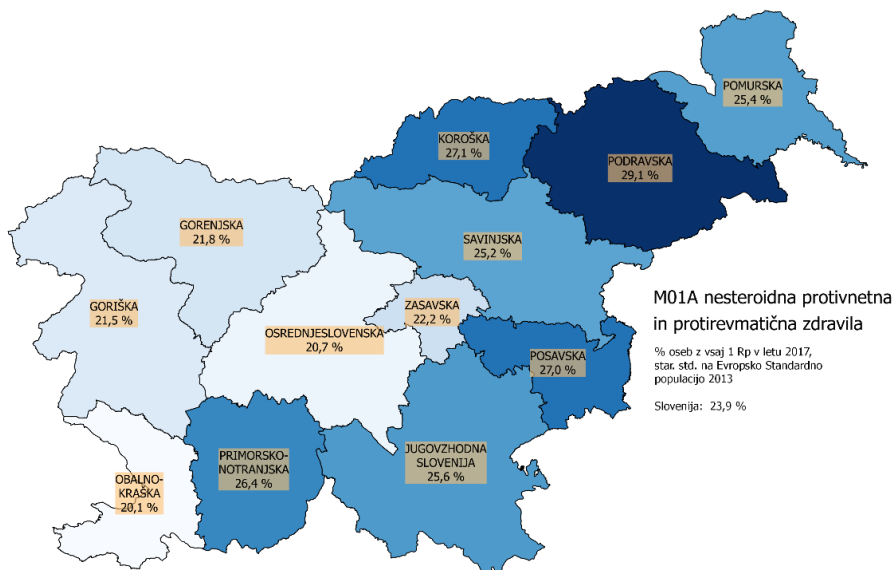 POMURSKA
25,4 %
KOROŠKA
27,1 %
PODRAVSKA
29,1 %
GORENJSKA
21,8 %
SAVINJSKA
25,2 %
GORIŠKA
21,5 %
ZASAVSKA
22,2 %
OSREDNJESLOVENSKA
20,7 %
POSAVSKA
27,0 %
PRIMORSKO-
NOTRANJSKA
26,4 %
JUGOVZHODNA
SLOVENIJA
25,6 %
OBALNO-
KRAŠKA
20,1 %
M01A nesteroidna protivnetna
in protirevmatična zdravila
% oseb z vsaj 1 Rp v letu 2017,
star. std. na Evropsko Standardno
populacijo 2013
Slovenija: 23,9 %